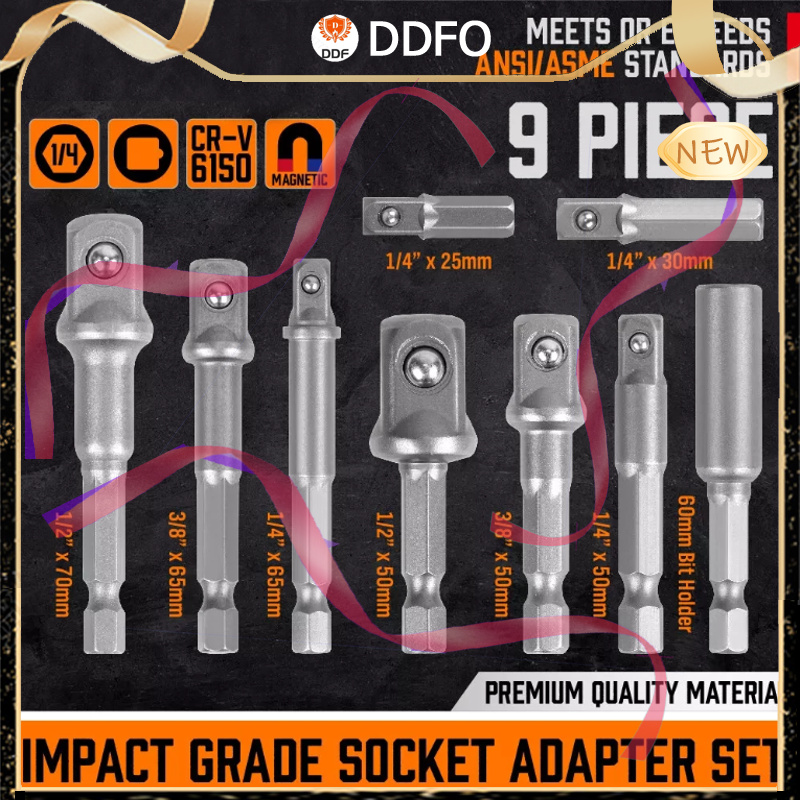 DDF
DDFO
MEETS OR EXCEEDS
ANSI/ASME STANDARDS
9 PIECE
NEW
1/4
CR-V
6150
MAGNETIC
1/4" x 25mm
1/4" x 30mm
1/2" x 70mm
3/8" x 65mm
1/4" x 65mm
1/2" x 50mm
3/8" x 50mm
1/4" x 50mm
60mm Bit Holder
PREMIUM QUALITY MATERIA
IMPACT GRADE SOCKET ADAPTER SET